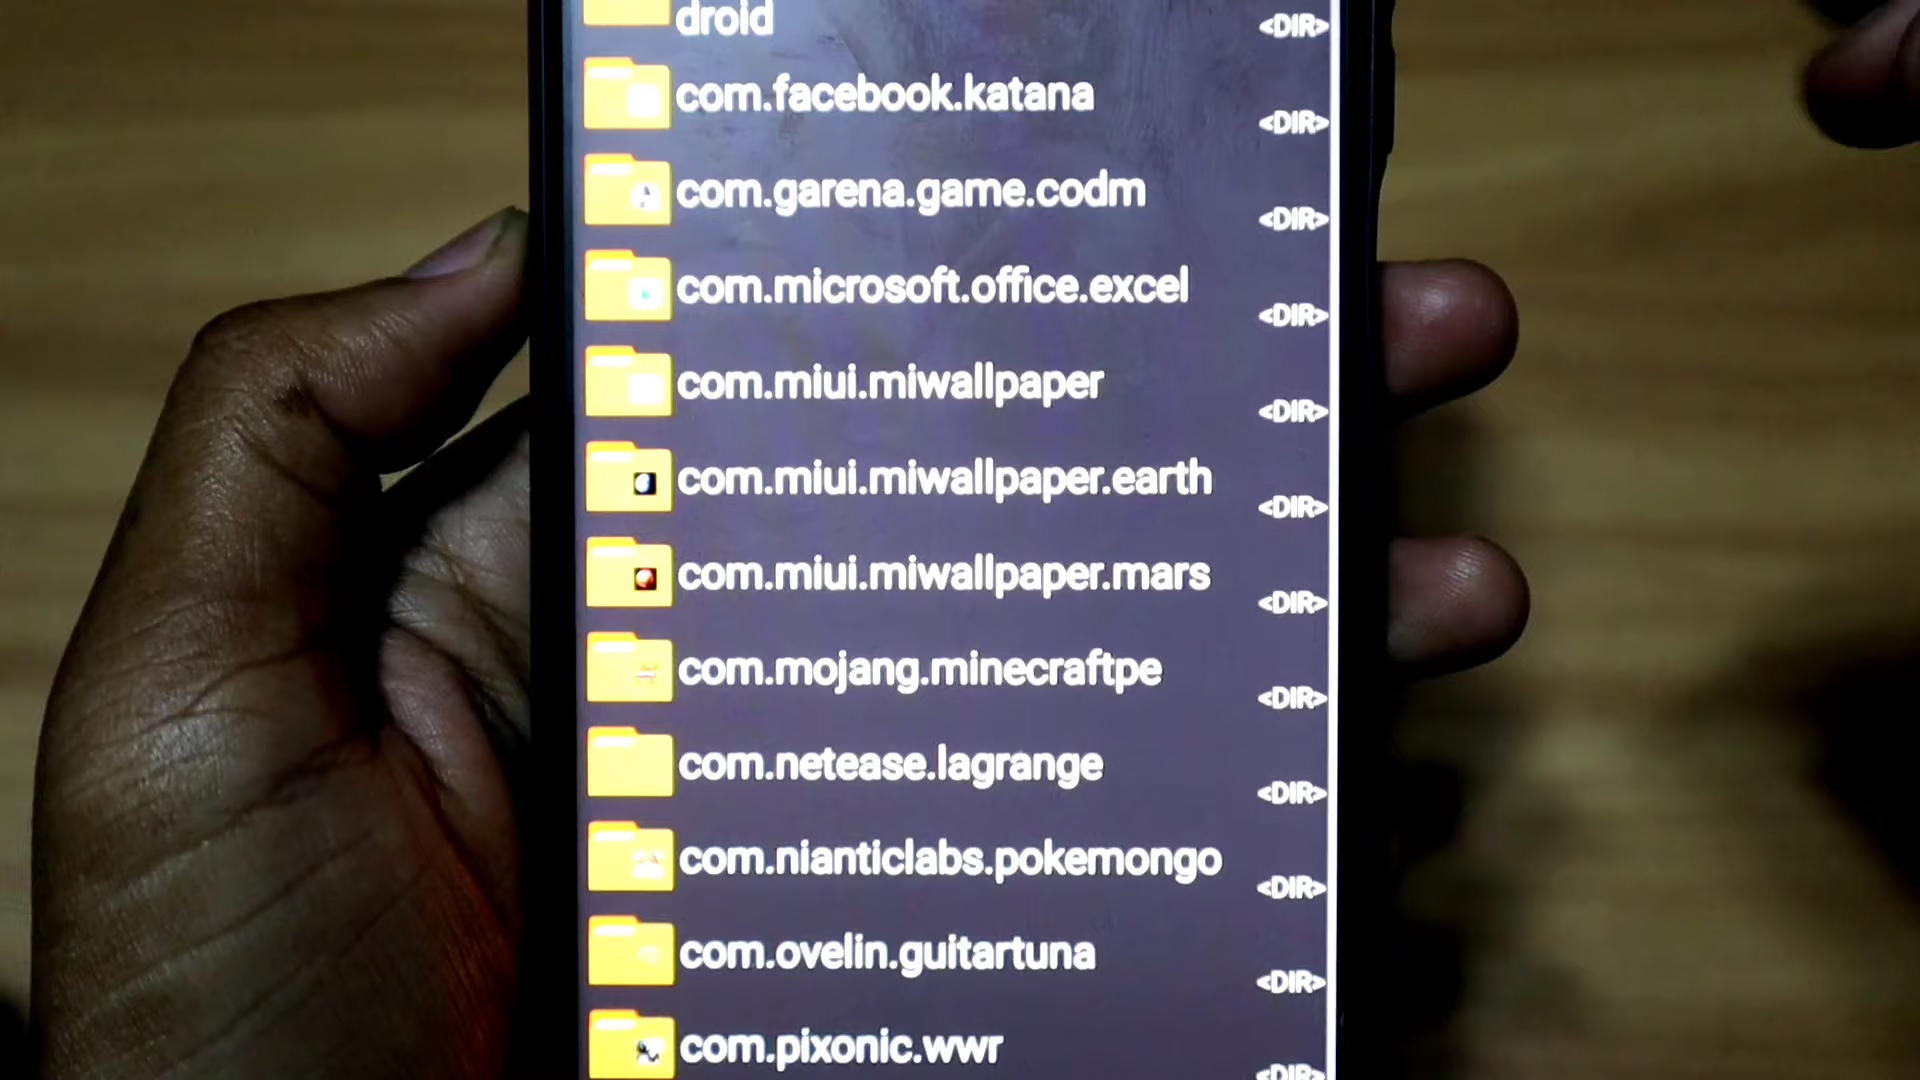 droid
<DIR>
com.facebook.katana
<DIR>
com.garena.game.codm
<DIR>
com.microsoft.office.excel
<DIR>
com.miui.miwallpaper
<DIR>
com.miui.miwallpaper.earth
<DIR>
com.miui.miwallpaper.mars
<DIR>
com.mojang.minecraftpe
<DIR>
com.netease.lagrange
<DIR>
com.nianticlabs.pokemongo
<DIR>
com.ovelin.guitartuna
<DIR>
com.pixonic.wwr
<DIR>